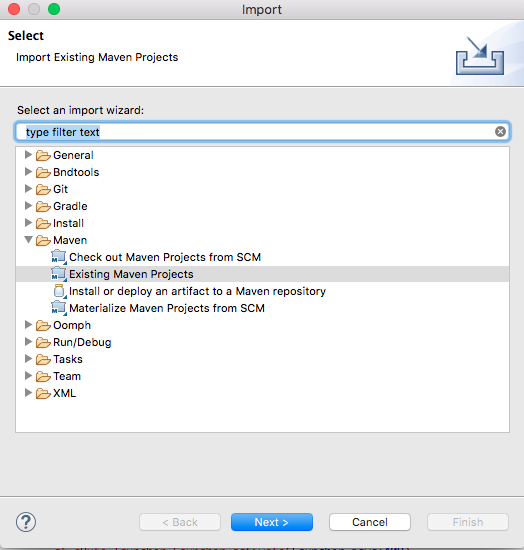 Import
Select
Import Existing Maven Projects
Select an import wizard:
type filter text
General
Bndtools
Git
Gradle
Install
Maven
Check out Maven Projects from SCM
Existing Maven Projects
Install or deploy an artifact to a Maven repository
Materialize Maven Projects from SCM
Oomph
Run/Debug
Tasks
Team
XML
? < Back Next > Cancel Finish